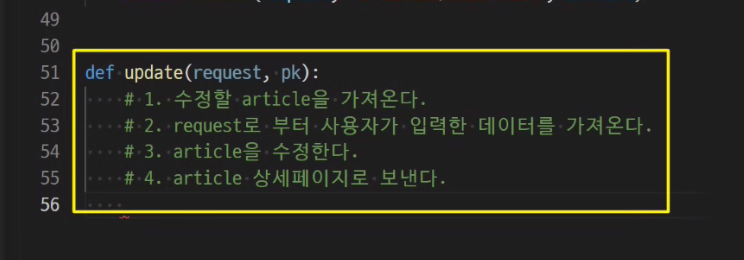 49
50
51 def update(request, pk):
52 # 1. 수정할 article을 가져온다.
53 # 2. request로 부터 사용자가 입력한 데이터를 가져온다.
54 # 3. article을 수정한다.
55 # 4. article 상세페이지로 보낸다.
56